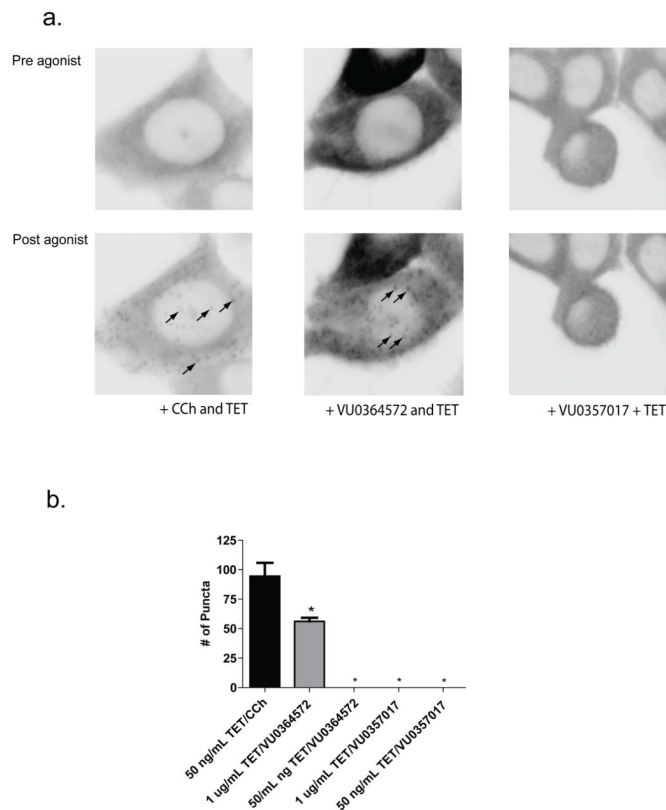 a.
Pre agonist
Post agonist
+ CCh and TET
+ VU0364572 and TET
+ VU0357017 + TET
b.
# of Puncta
125
100
75
50
25
0
*
*
*
*
50 ng/mL TET/CCh
1 ug/mL TET/VU0364572
50/mL ng TET/VU0364572
1 ug/mL TET/VU0357017
50 ng/mL TET/VU0357017